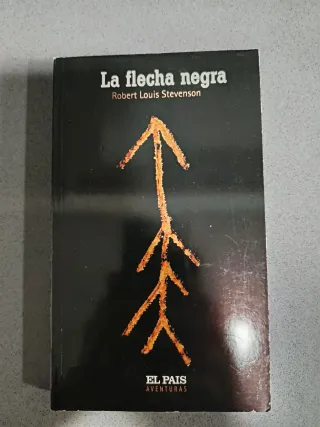 La flecha negra
Robert Louis Stevenson
EL PAIS
AVENTURAS